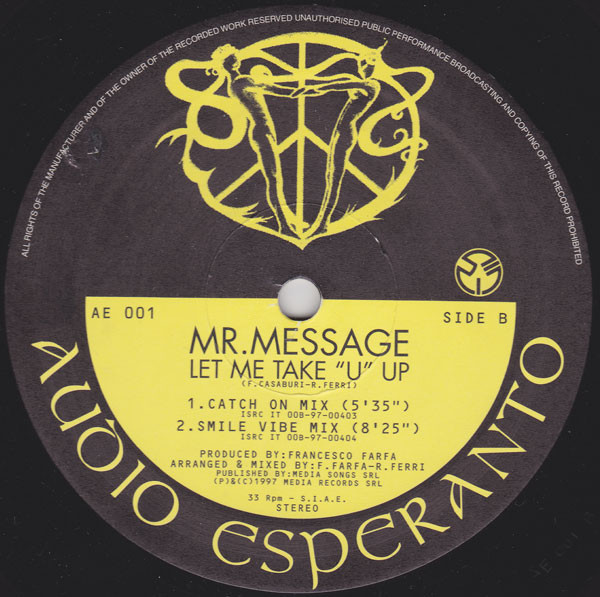 ALL RIGHTS OF THE MANUFACTURER AND OF THE OWNER OF THE RECORDED WORK RESERVED UNAUTHORISED PUBLIC PERFORMANCE BROADCASTING AND COPYING OF THIS RECORD PROHIBITED
AE 001
SIDE B
MR.MESSAGE
LET ME TAKE "U" UP
(F.CASABURI-R.FERRI)
1.CATCH ON MIX (5'35")
ISRC IT OOB-97-00403
2.SMILE VIBE MIX (8'25")
ISRC IT OOB-97-00404
PRODUCED BY:FRANCESCO FARFA
ARRANGED & MIXED BY:F.FARFA-R.FERRI
PUBLISHED BY:MEDIA SONGS SRL
(P)&(C)1997 MEDIA RECORDS SRL
33 Rpm - S.I.A.E.
STEREO
AUDIO ESPERANTO